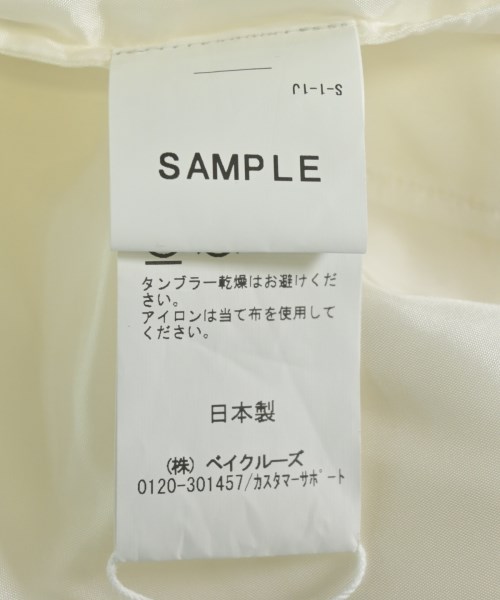 S-1-1J
SAMPLE
タンブラー乾燥はお避けくだ
さい。
アイロンは当て布を使用して
ください。
日本製
(株) ベイクルーズ
0120-301457/カスタマーサポート